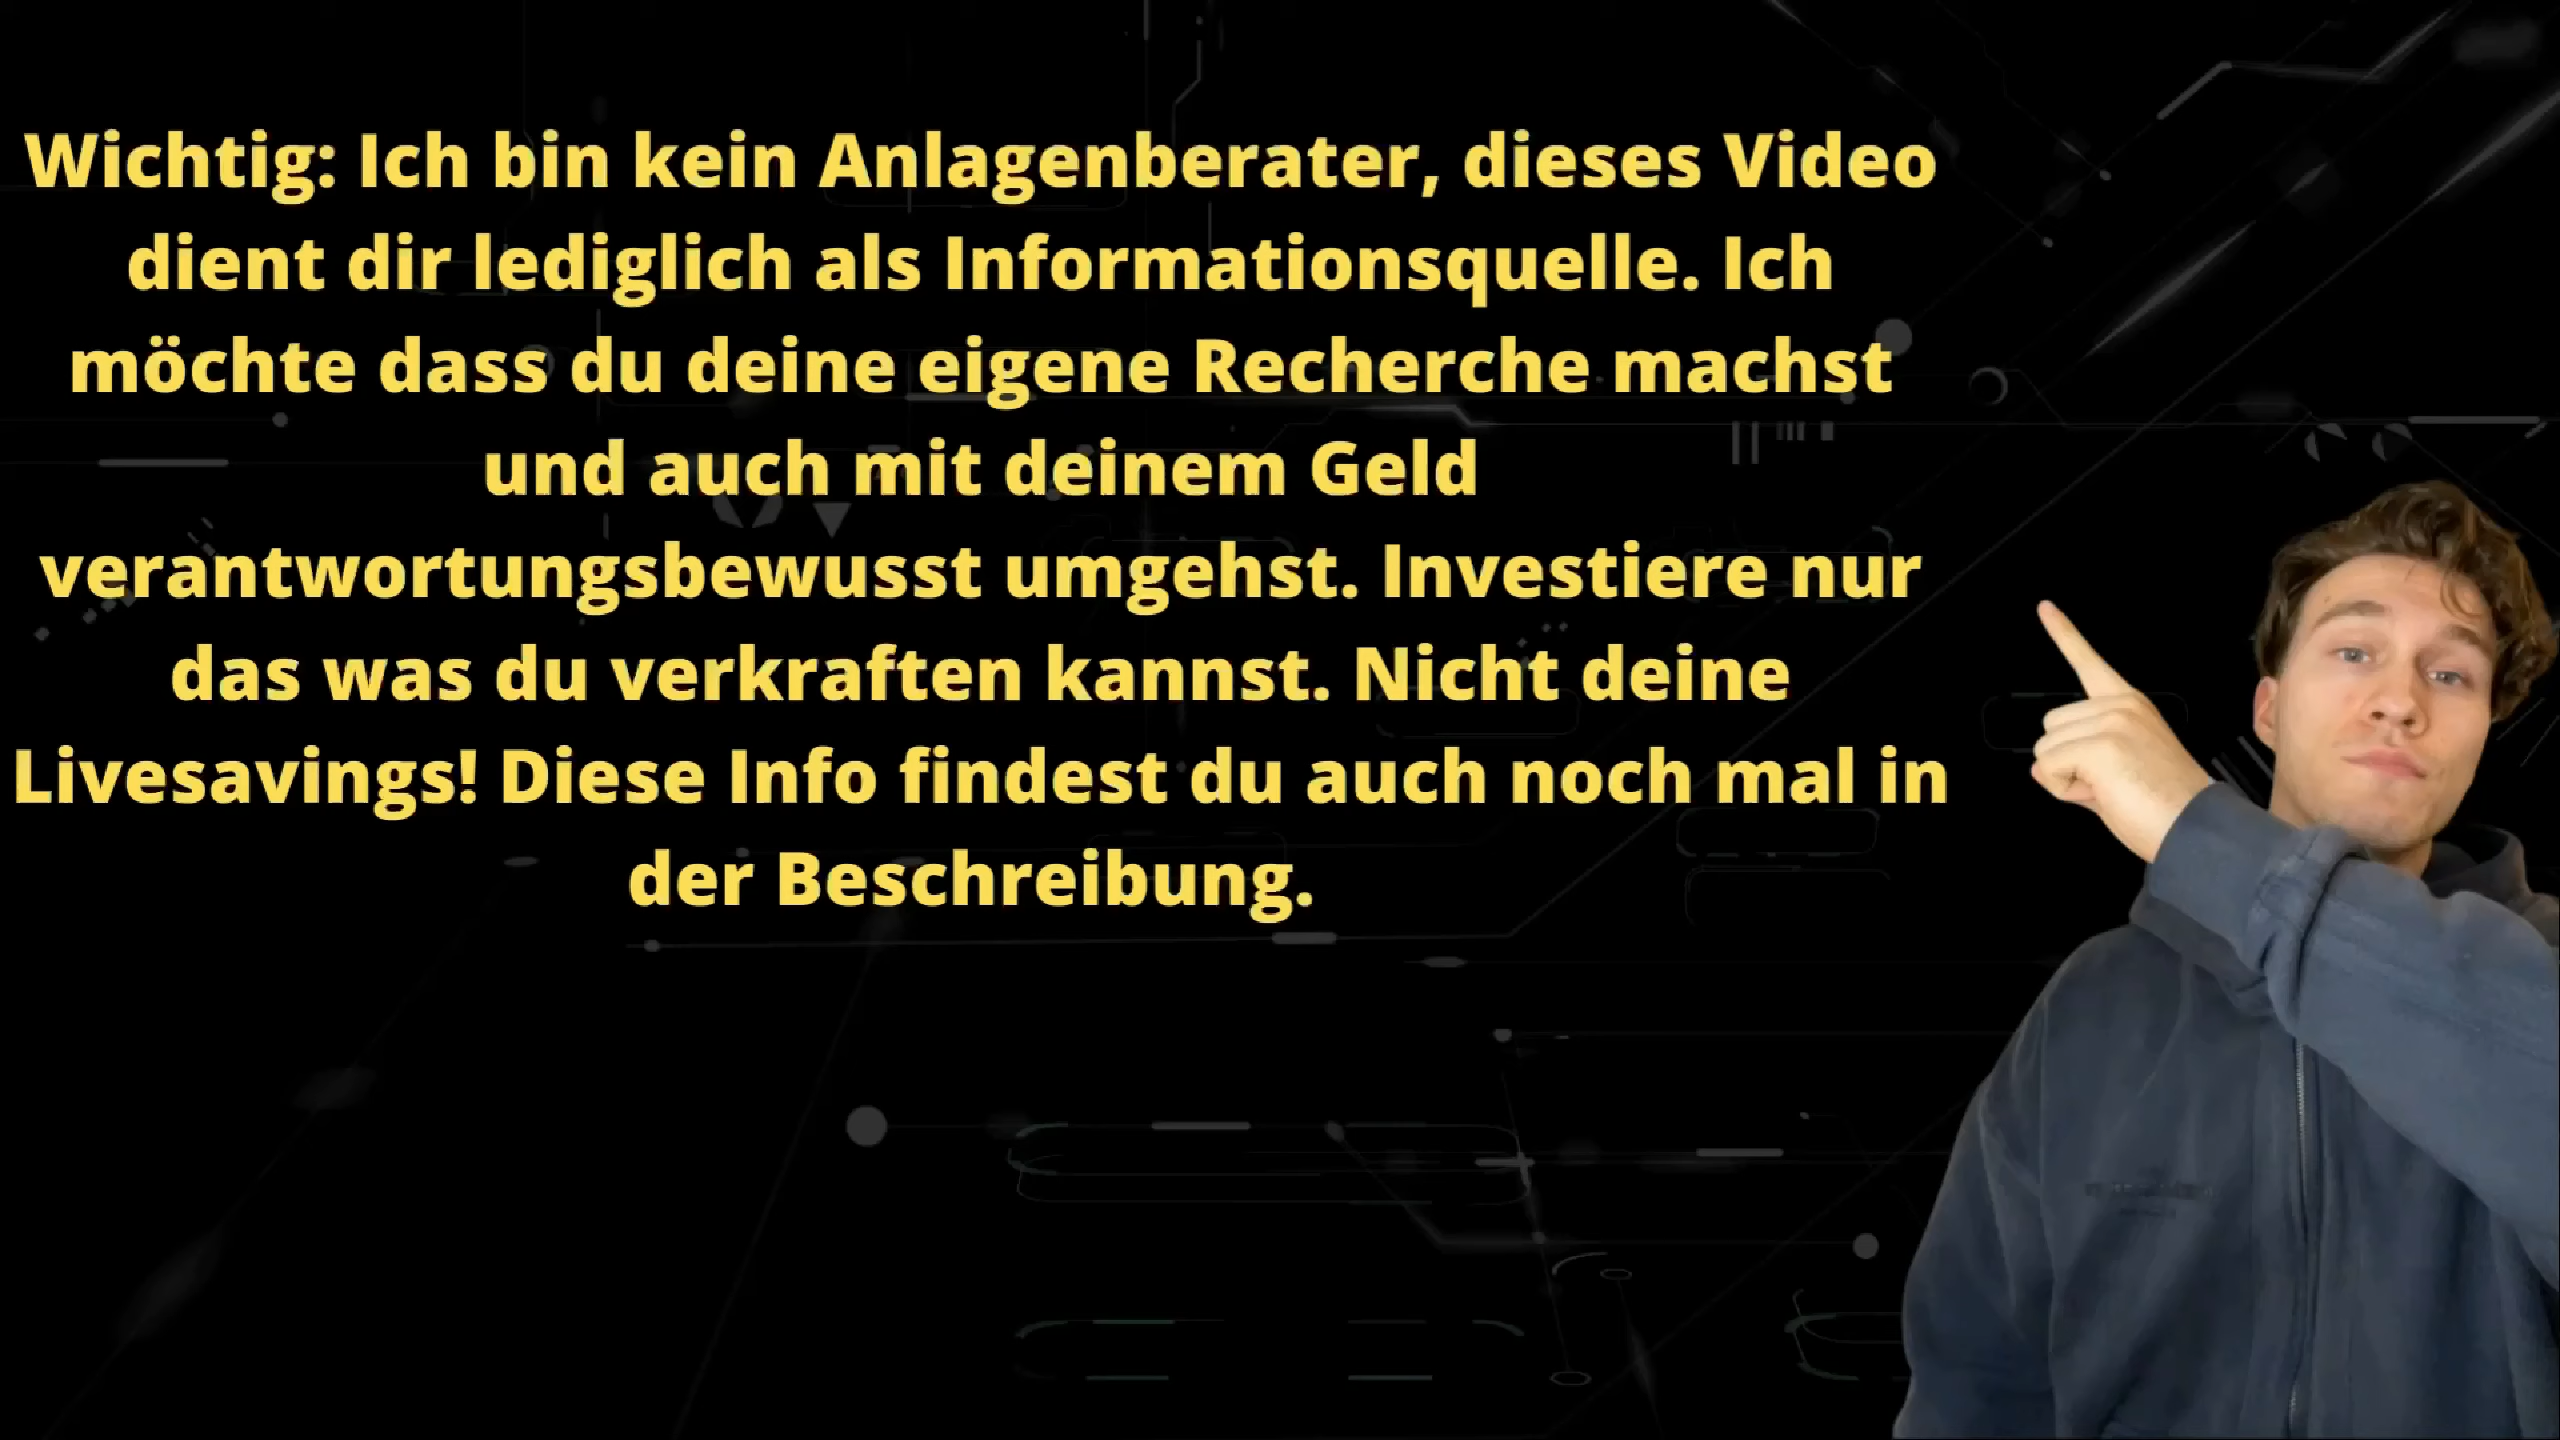 Wichtig: Ich bin kein Anlagenberater, dieses Video
dient dir lediglich als Informationsquelle. Ich
möchte dass du deine eigene Recherche machst
und auch mit deinem Geld
verantwortungsbewusst umgehst. Investiere nur
das was du verkraften kannst. Nicht deine
Livesavings! Diese Info findest du auch noch mal in
der Beschreibung.